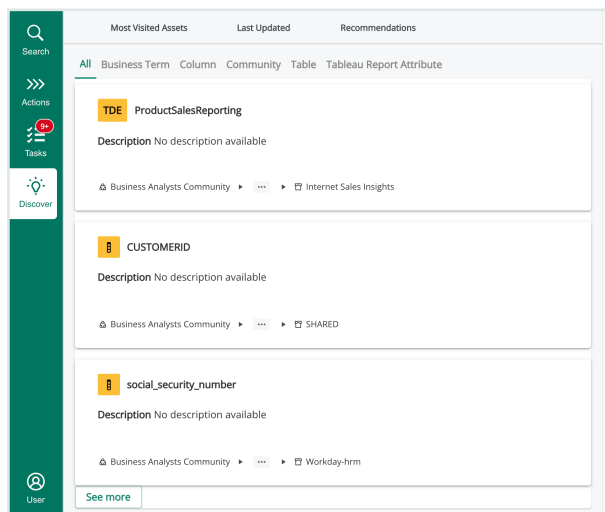 Most Visited Assets Last Updated Recommendations
Search
All Business Term Column Community Table Tableau Report Attribute
Actions
TDE ProductSalesReporting
9+
Description No description available
Tasks
Business Analysts Community ... Internet Sales Insights
Discover
CUSTOMERID
Description No description available
Business Analysts Community ... SHARED
social_security_number
Description No description available
Business Analysts Community ... Workday-hrm
See more
User